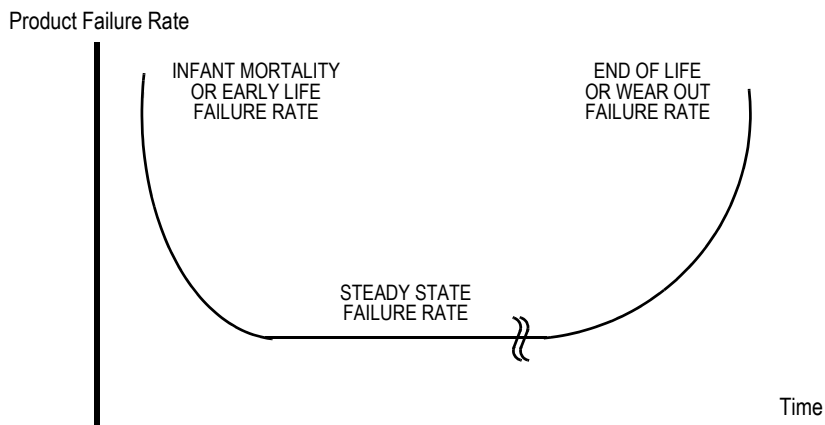 Product Failure Rate
INFANT MORTALITY
OR EARLY LIFE
FAILURE RATE
END OF LIFE
OR WEAR OUT
FAILURE RATE
STEADY STATE
FAILURE RATE
Time